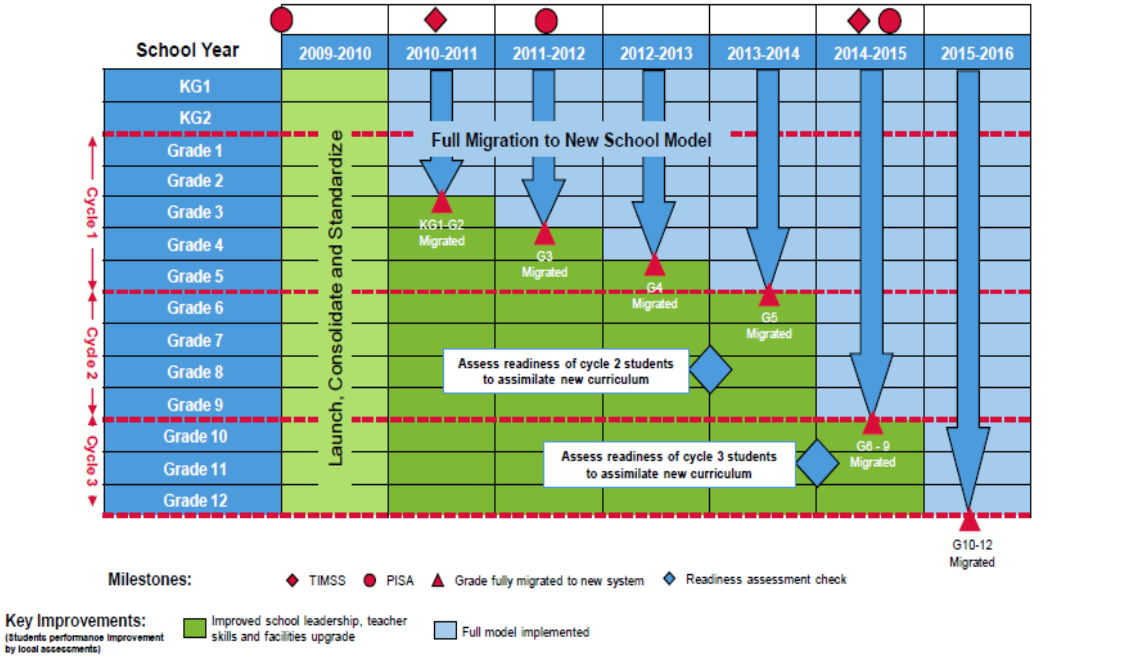 School Year
2009-2010
2010-2011
2011-2012
2012-2013
2013-2014
2014-2015
2015-2016
KG1
KG2
Grade 1
Grade 2
Grade 3
Grade 4
Grade 5
Grade 6
Grade 7
Grade 8
Grade 9
Grade 10
Grade 11
Grade 12
Cycle 1
Cycle 2
Cycle 3
Launch, Consolidate and Standardize
Full Migration to New School Model
KG1-G2
Migrated
G3
Migrated
G4
Migrated
G5
Migrated
Assess readiness of cycle 2 students
to assimilate new curriculum
Assess readiness of cycle 3 students
to assimilate new curriculum
G6 - 9
Migrated
G10-12
Migrated
Milestones:
TIMSS
PISA
Grade fully migrated to new system
Readiness assessment check
Key Improvements:
(Students performance improvement
by local assessments)
Improved school leadership, teacher
skills and facilities upgrade
Full model implemented